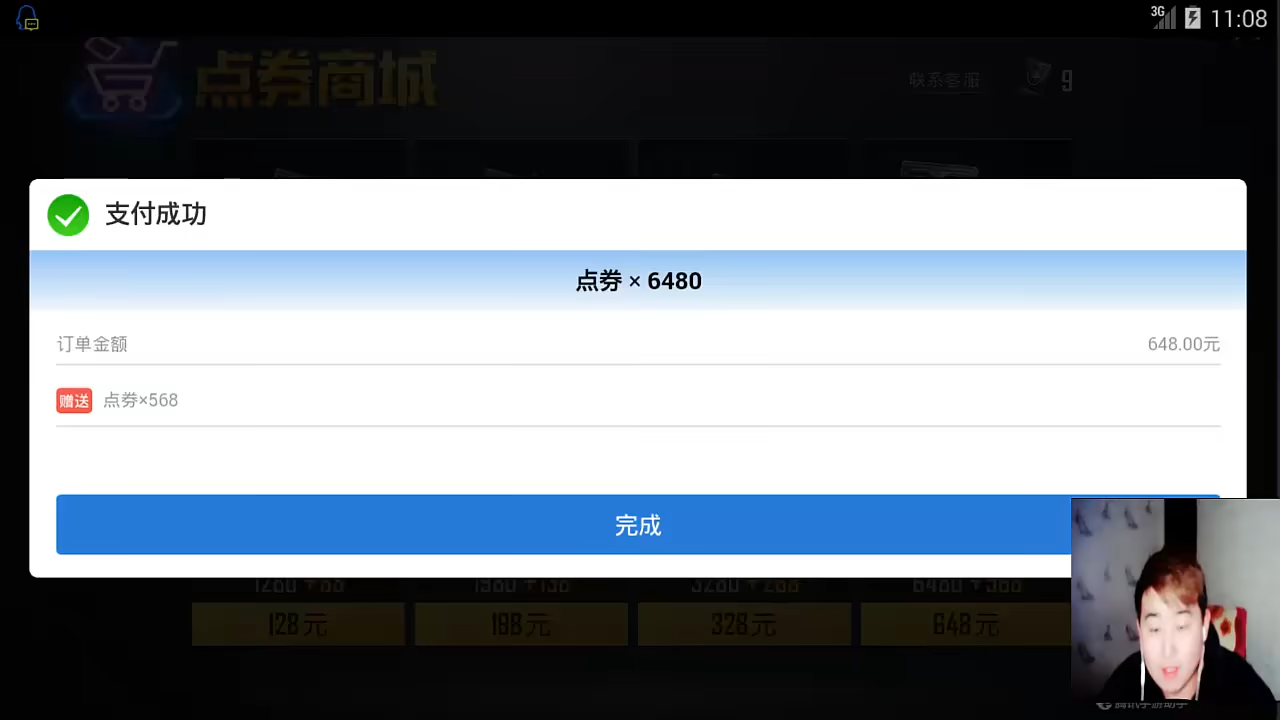 3G 11:08
点券商城
联系客服 9
支付成功
点券 × 6480
订单金额 648.00元
赠送 点券×568
完成
128元 198元 328元 648元